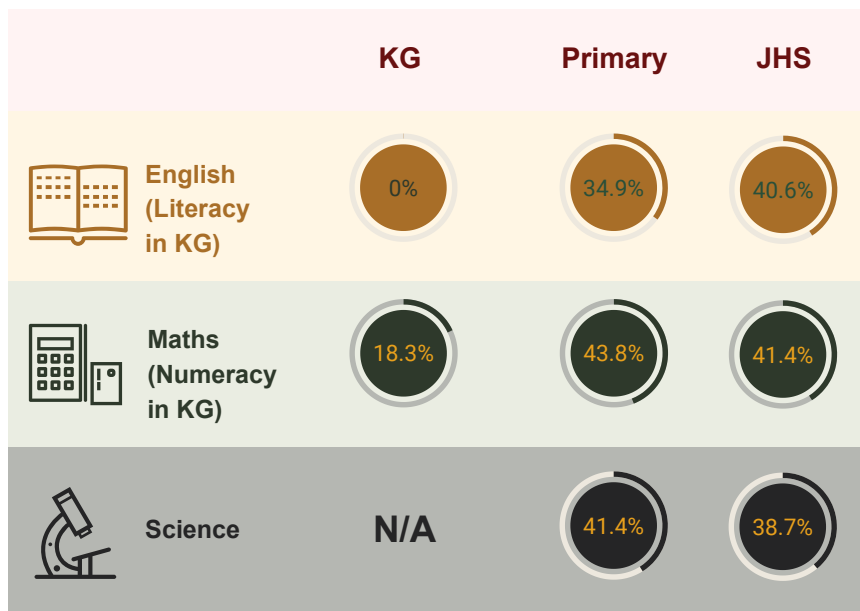 KG Primary JHS
English
(Literacy
in KG)
0% 34.9% 40.6%
Maths
(Numeracy
in KG)
18.3% 43.8% 41.4%
Science
N/A 41.4% 38.7%